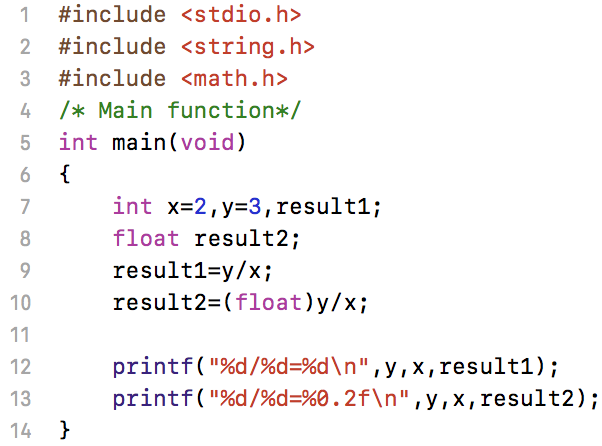 1 #include <stdio.h>
2 #include <string.h>
3 #include <math.h>
4 /* Main function*/
5 int main(void)
6 {
7     int x=2,y=3,result1;
8     float result2;
9     result1=y/x;
10     result2=(float)y/x;
11
12     printf("%d/%d=%d\n",y,x,result1);
13     printf("%d/%d=%0.2f\n",y,x,result2);
14 }